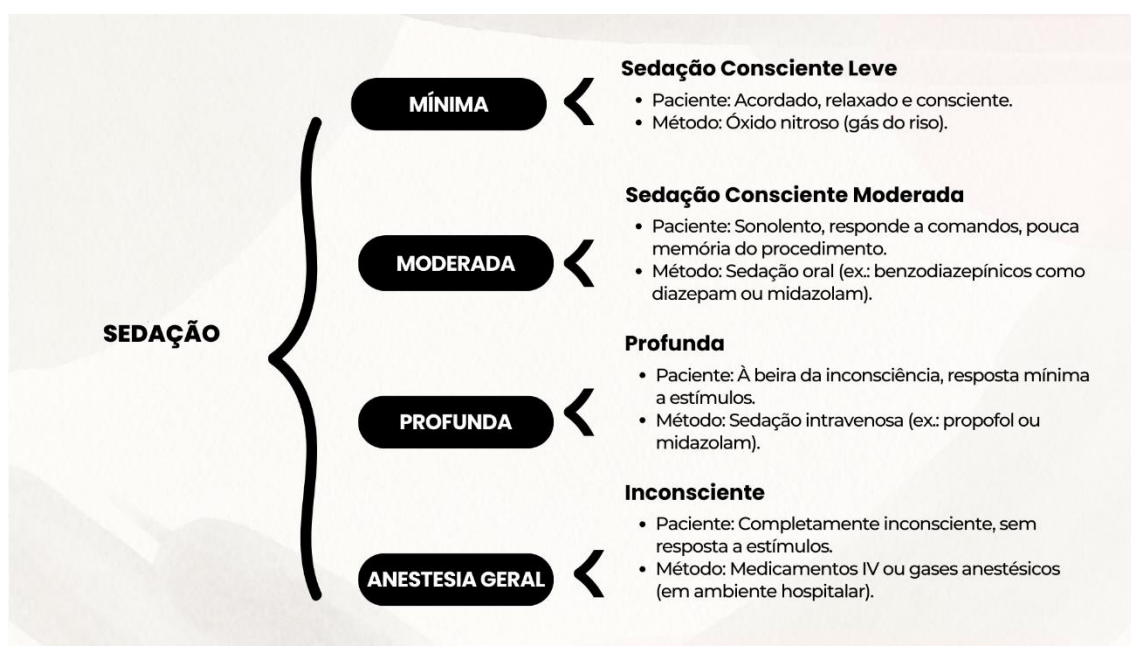 SEDAÇÃO
MÍNIMA
Sedação Consciente Leve
• Paciente: Acordado, relaxado e consciente.
• Método: Óxido nitroso (gás do riso).
MODERADA
Sedação Consciente Moderada
• Paciente: Sonolento, responde a comandos, pouca
memória do procedimento.
• Método: Sedação oral (ex.: benzodiazepínicos como
diazepam ou midazolam).
PROFUNDA
Profunda
• Paciente: À beira da inconsciência, resposta mínima
a estímulos.
• Método: Sedação intravenosa (ex.: propofol ou
midazolam).
ANESTESIA GERAL
Inconsciente
• Paciente: Completamente inconsciente, sem
resposta a estímulos.
• Método: Medicamentos IV ou gases anestésicos
(em ambiente hospitalar).